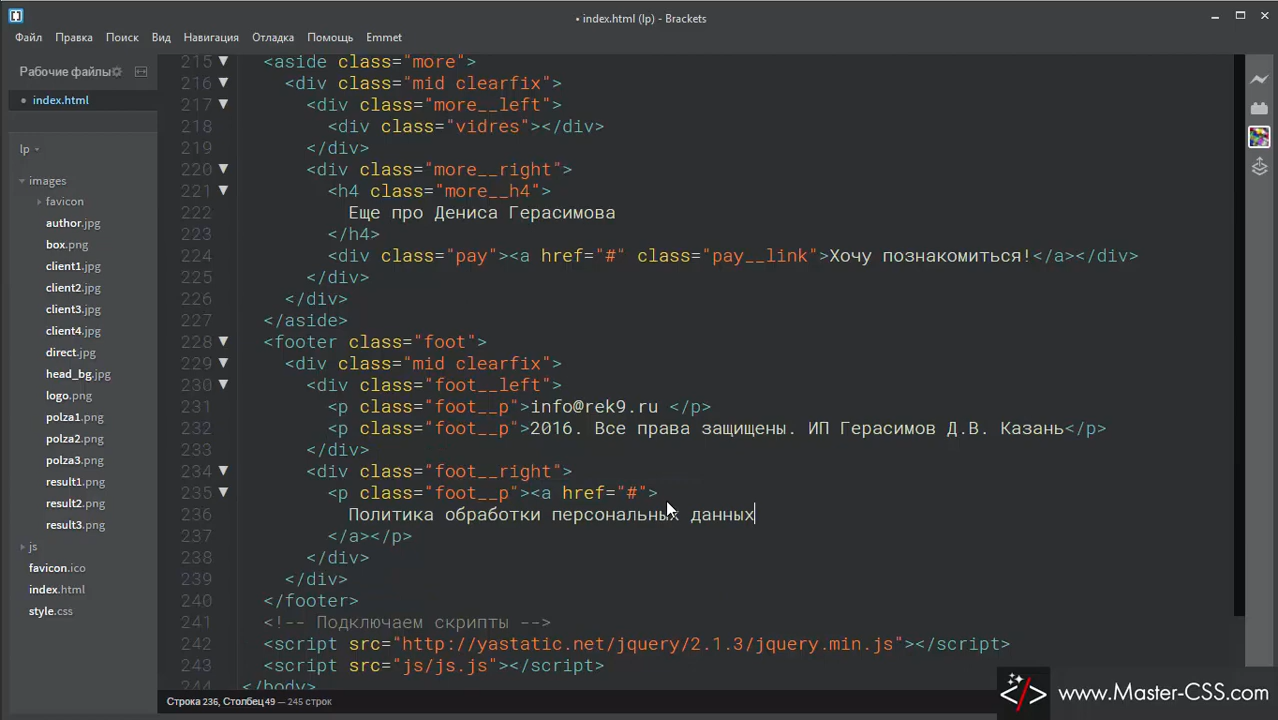 • index.html (lp) - Brackets
Файл Правка Поиск Вид Навигация Отладка Помощь Emmet
Рабочие файлы
• index.html
lp
images
favicon
author.jpg
box.png
client1.jpg
client2.jpg
client3.jpg
client4.jpg
direct.jpg
head_bg.jpg
logo.png
polza1.png
polza2.png
polza3.png
result1.png
result2.png
result3.png
js
favicon.ico
index.html
style.css
215 <aside class="more">
216 <div class="mid clearfix">
217 <div class="more__left">
218 <div class="vidres"></div>
219 </div>
220 <div class="more__right">
221 <h4 class="more__h4">
222 Еще про Дениса Герасимова
223 </h4>
224 <div class="pay"><a href="#" class="pay__link">Хочу познакомиться!</a></div>
225 </div>
226 </div>
227 </aside>
228 <footer class="foot">
229 <div class="mid clearfix">
230 <div class="foot__left">
231 <p class="foot__p">info@rek9.ru </p>
232 <p class="foot__p">2016. Все права защищены. ИП Герасимов Д.В. Казань</p>
233 </div>
234 <div class="foot__right">
235 <p class="foot__p"><a href="#">
236 Политика обработки персональных данных
237 </a></p>
238 </div>
239 </div>
240 </footer>
241 <!-- Подключаем скрипты -->
242 <script src="http://yastatic.net/jquery/2.1.3/jquery.min.js"></script>
243 <script src="js/js.js"></script>
244 </body>
Строка 236, Столбец 49 — 245 строк
</> www.Master-CSS.com